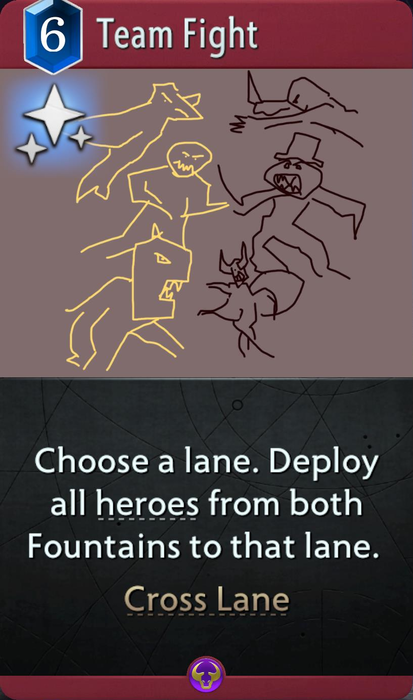 6
Team Fight
Choose a lane. Deploy
all heroes from both
Fountains to that lane.
Cross Lane